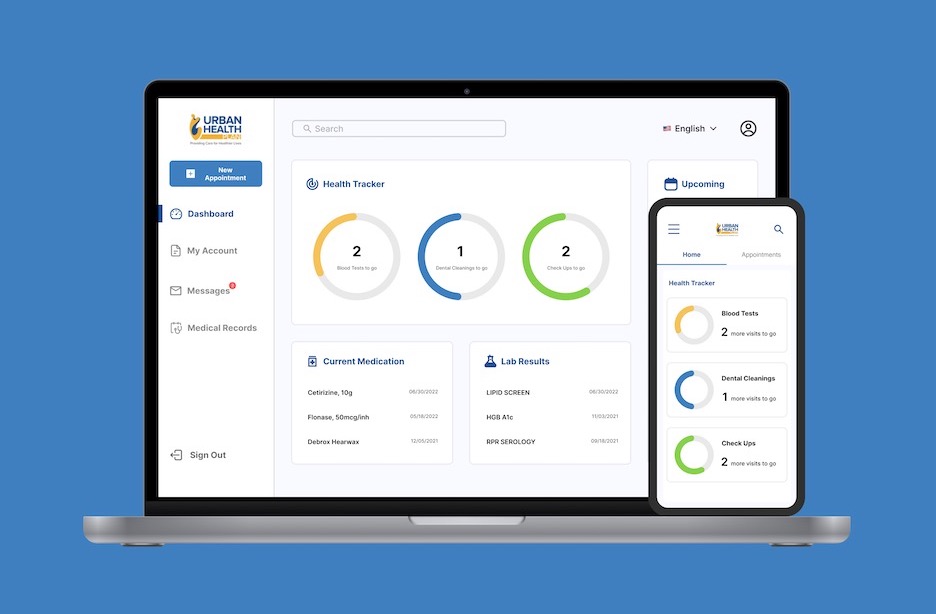 URBAN
HEALTH
PLAN
Providing Care for Healthier Lives
New
Appointment
Dashboard
My Account
Messages
Medical Records
Sign Out
Search
English
Health Tracker
2
Blood Tests to go
1
Dental Cleanings to go
2
Check Ups to go
Upcoming
Current Medication
Cetirizine, 10g 06/30/2022
Flonase, 50mcg/inh 05/18/2022
Debrox Hearwax 12/05/2021
Lab Results
LIPID SCREEN 06/30/2022
HGB A1c 11/03/2021
RPR SEROLOGY 09/18/2021
URBAN
HEALTH
Home Appointments
Health Tracker
Blood Tests
2 more visits to go
Dental Cleanings
1 more visits to go
Check Ups
2 more visits to go